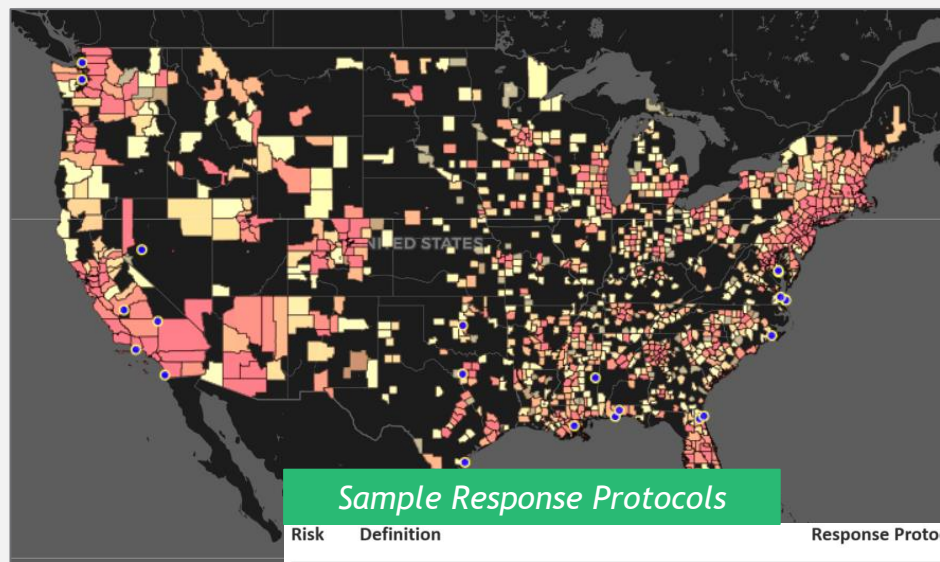 UNITED STATES
Sample Response Protocols
Risk Definition Response Proto